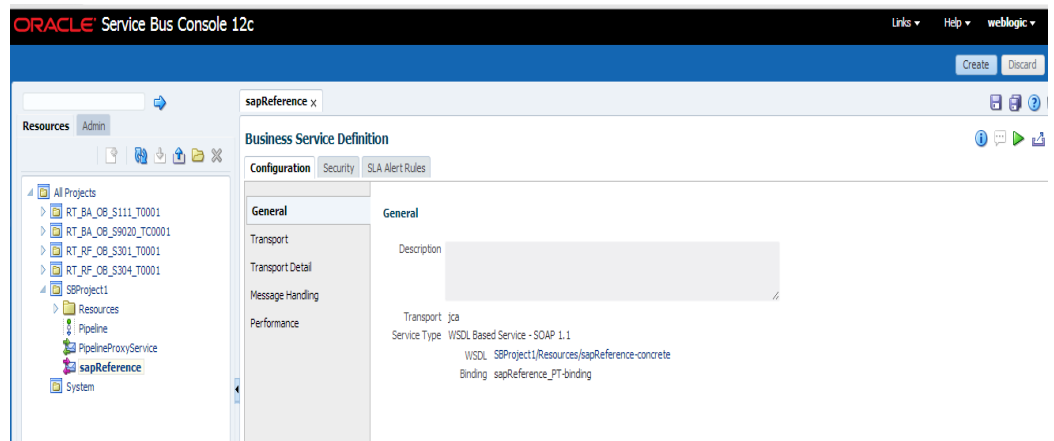 ORACLE Service Bus Console 12c
Links Help weblogic
Create Discard
sapReference x
Resources Admin
Business Service Definition
Configuration Security SLA Alert Rules
All Projects
RT_BA_OB_S111_T0001
RT_BA_OB_S9020_TC0001
RT_RF_OB_S301_T0001
RT_RF_OB_S304_T0001
SBProject1
Resources
Pipeline
PipelineProxyService
sapReference
System
General
Transport
Transport Detail
Message Handling
Performance
General
Description
Transport jca
Service Type WSDL Based Service - SOAP 1.1
WSDL SBProject1/Resources/sapReference-concrete
Binding sapReference_PT-binding